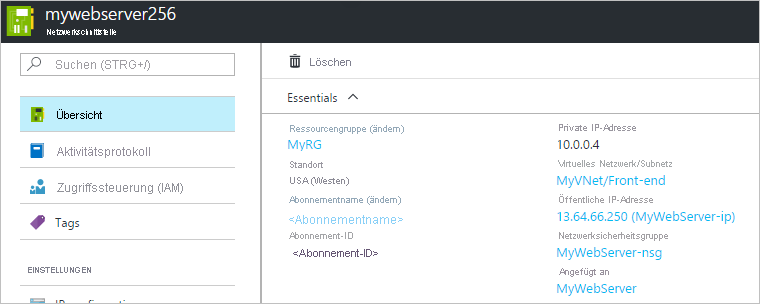 mywebserver256
Netzwerkschnittstelle
Suchen (STRG+/)
Übersicht
Aktivitätsprotokoll
Zugriffssteuerung (IAM)
Tags
EINSTELLUNGEN
Löschen
Essentials
Ressourcengruppe (ändern)
MyRG
Standort
USA (Westen)
Abonnementname (ändern)
<Abonnementname>
Abonnement-ID
<Abonnement-ID>
Private IP-Adresse
10.0.0.4
Virtuelles Netzwerk/Subnetz
MyVNet/Front-end
Öffentliche IP-Adresse
13.64.66.250 (MyWebServer-ip)
Netzwerksicherheitsgruppe
MyWebServer-nsg
Angefügt an
MyWebServer